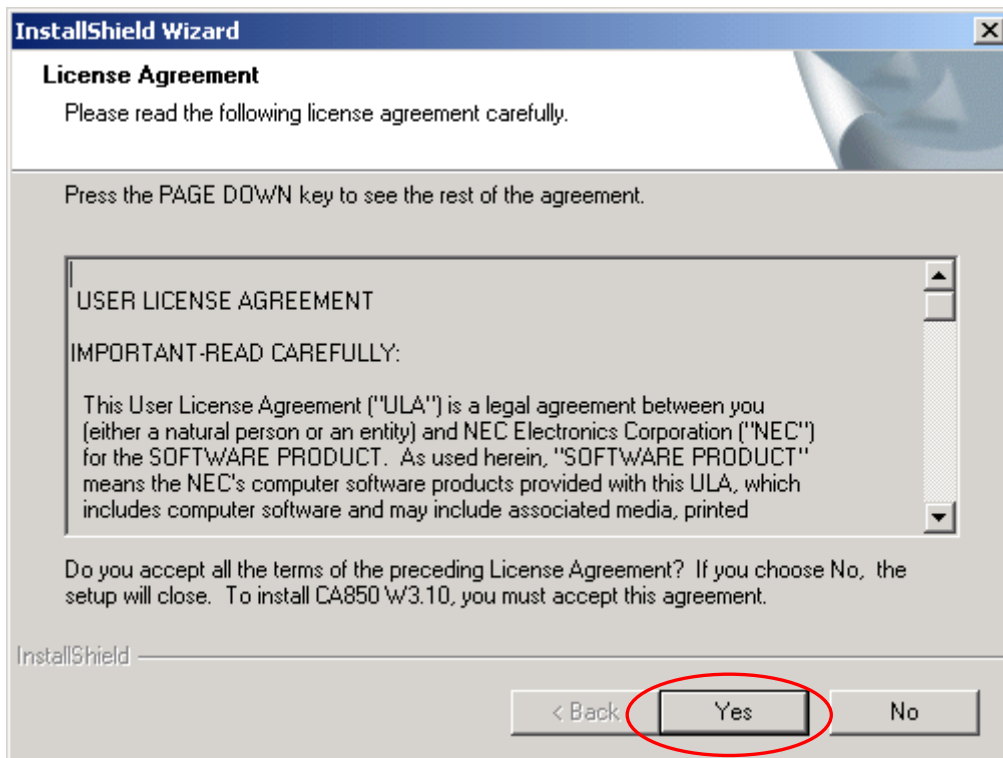 InstallShield Wizard
License Agreement
Please read the following license agreement carefully.
Press the PAGE DOWN key to see the rest of the agreement.
USER LICENSE AGREEMENT
IMPORTANT-READ CAREFULLY:
This User License Agreement ("ULA") is a legal agreement between you
(either a natural person or an entity) and NEC Electronics Corporation ("NEC")
for the SOFTWARE PRODUCT.  As used herein, "SOFTWARE PRODUCT"
means the NEC's computer software products provided with this ULA, which
includes computer software and may include associated media, printed
Do you accept all the terms of the preceding License Agreement?  If you choose No,  the
setup will close.  To install CA850 W3.10, you must accept this agreement.
InstallShield
< Back Yes No